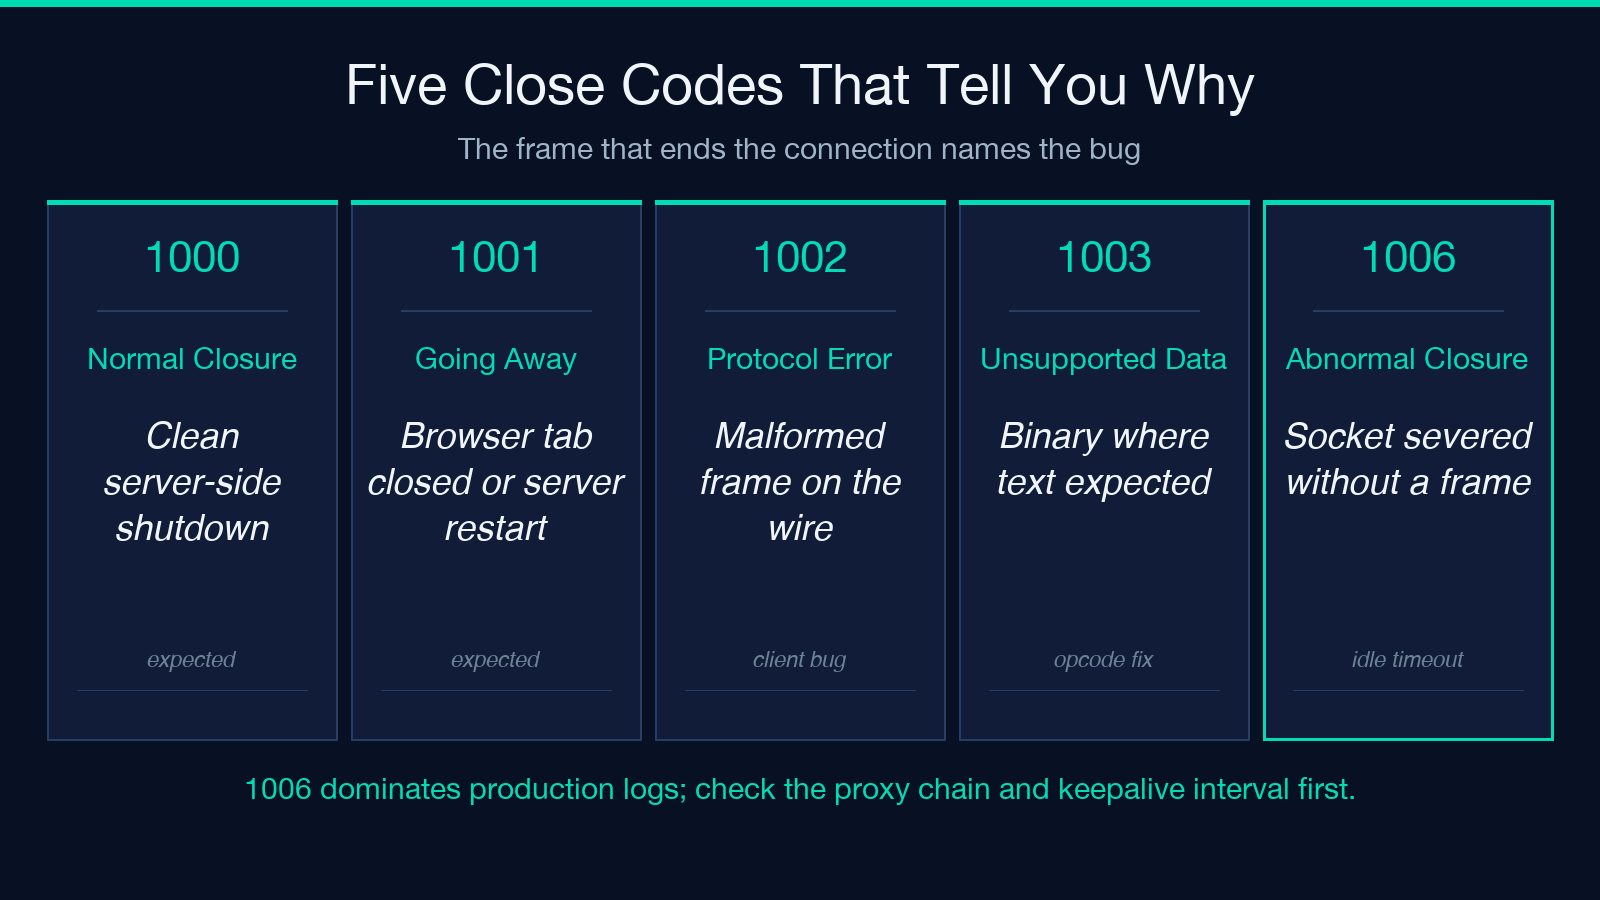 Five Close Codes That Tell You Why
The frame that ends the connection names the bug
1000
Normal Closure
Clean
server-side
shutdown
expected
1001
Going Away
Browser tab
closed or server
restart
expected
1002
Protocol Error
Malformed
frame on the
wire
client bug
1003
Unsupported Data
Binary where
text expected
opcode fix
1006
Abnormal Closure
Socket severed
without a frame
idle timeout
1006 dominates production logs; check the proxy chain and keepalive interval first.